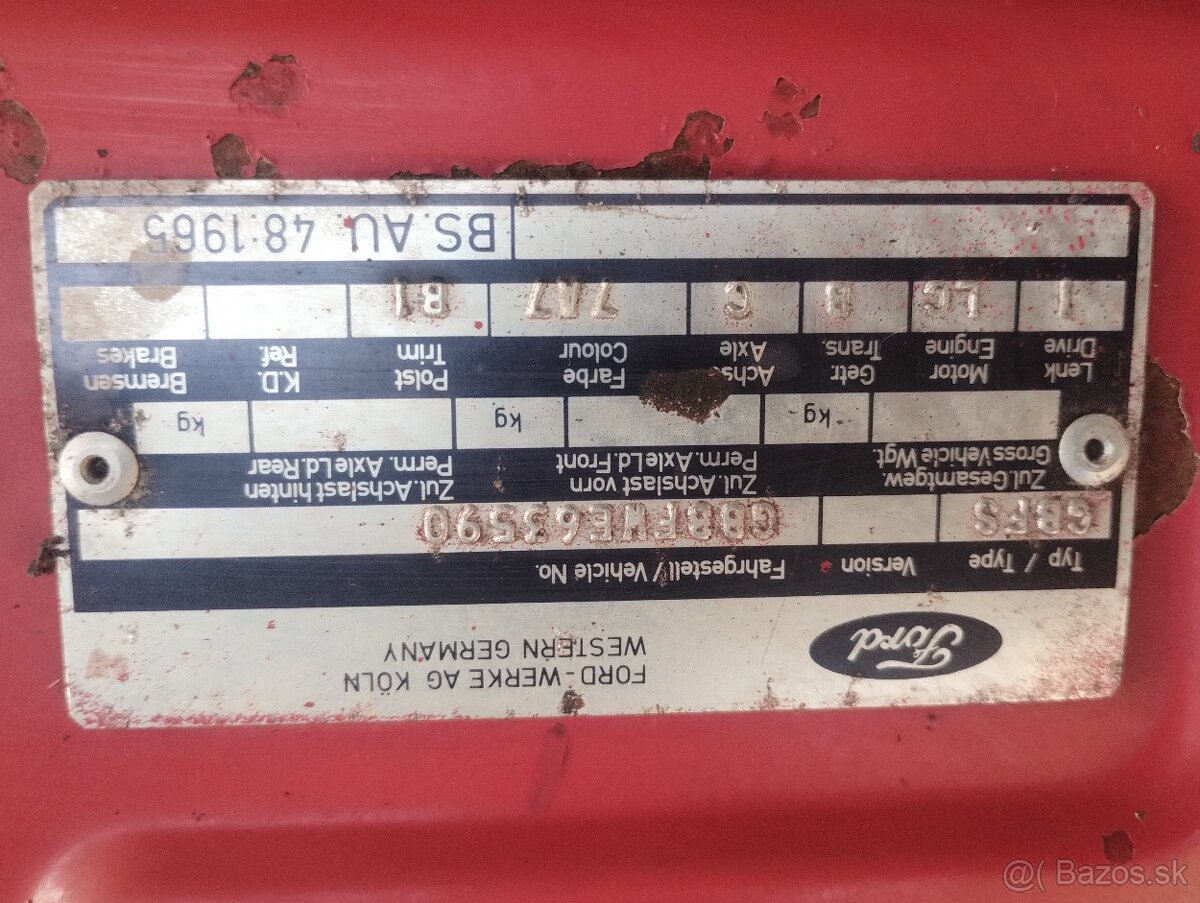 Ford
FORD-WERKE AG KÖLN
WESTERN GERMANY
Typ / Type Version Fahrgestell / Vehicle No.
GBFS GBBFWE63590
Zul. Gesamtgew. Zul. Achslast vorn Zul. Achslast hinten
Gross Vehicle Wgt. Perm. Axle Ld. Front Perm. Axle Ld. Rear
kg kg kg
Lenk Motor Getr. Achse Farbe Polst K.D. Bremsen
Drive Engine Trans. Axle Colour Trim Ref. Brakes
1 LC B C 7A7 B1
BS. AU. 48:1965
@( Bazos.sk